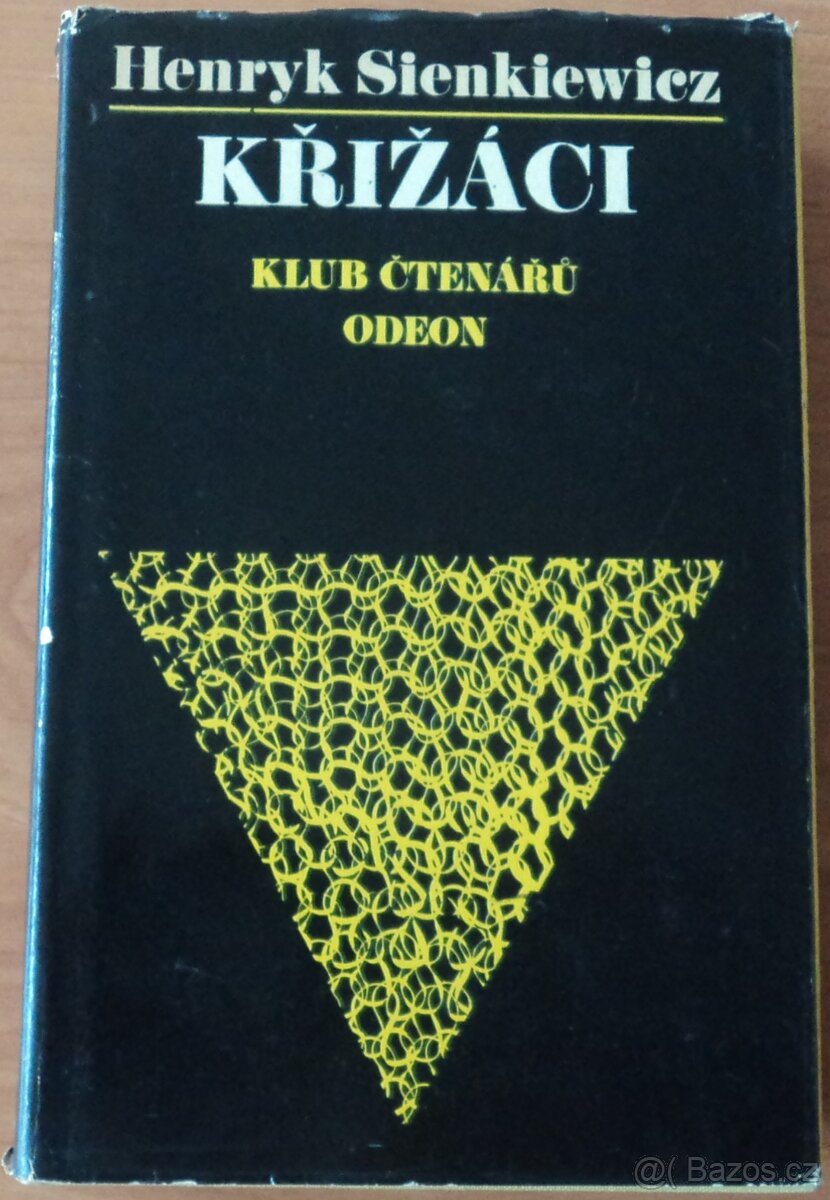 Henryk Sienkiewicz
KŘIŽÁCI
KLUB ČTENÁŘŮ
ODEON
@( Bazos.cz